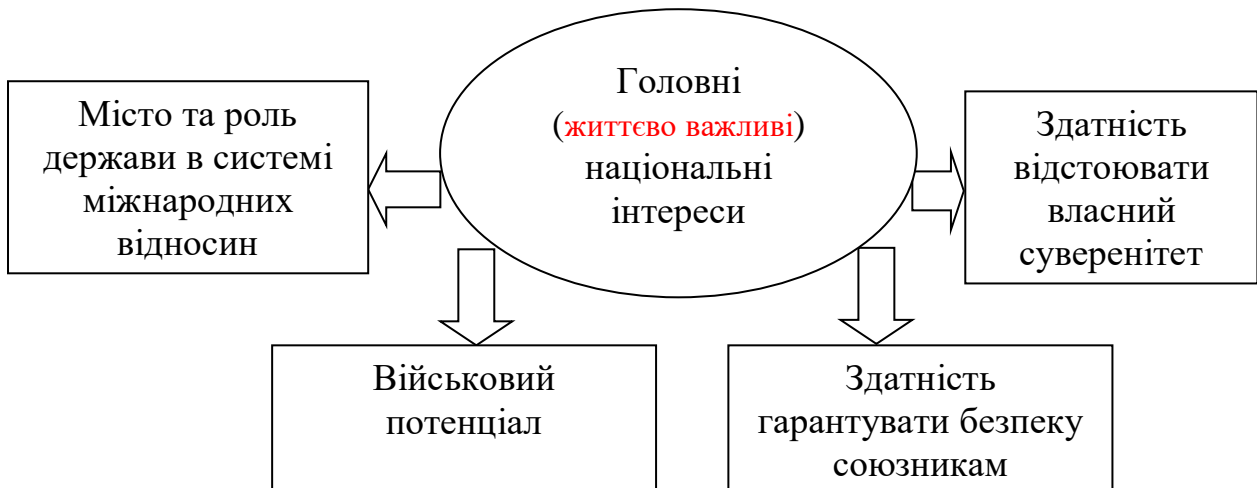 Головні
(життєво важливі)
національні
інтереси
Місто та роль
держави в системі
міжнародних
відносин
Здатність
відстоювати
власний
суверенітет
Військовий
потенціал
Здатність
гарантувати безпеку
союзникам